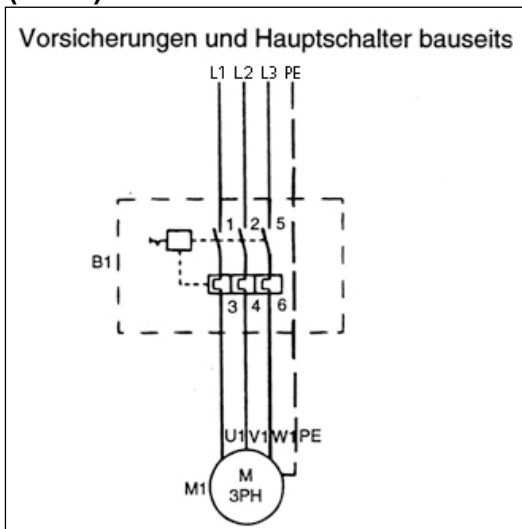 Vorsicherungen und Hauptschalter bauseits
L1 L2 L3 PE
1 2 5
B1
3 4 6
U1 V1 W1 PE
M1
M
3PH